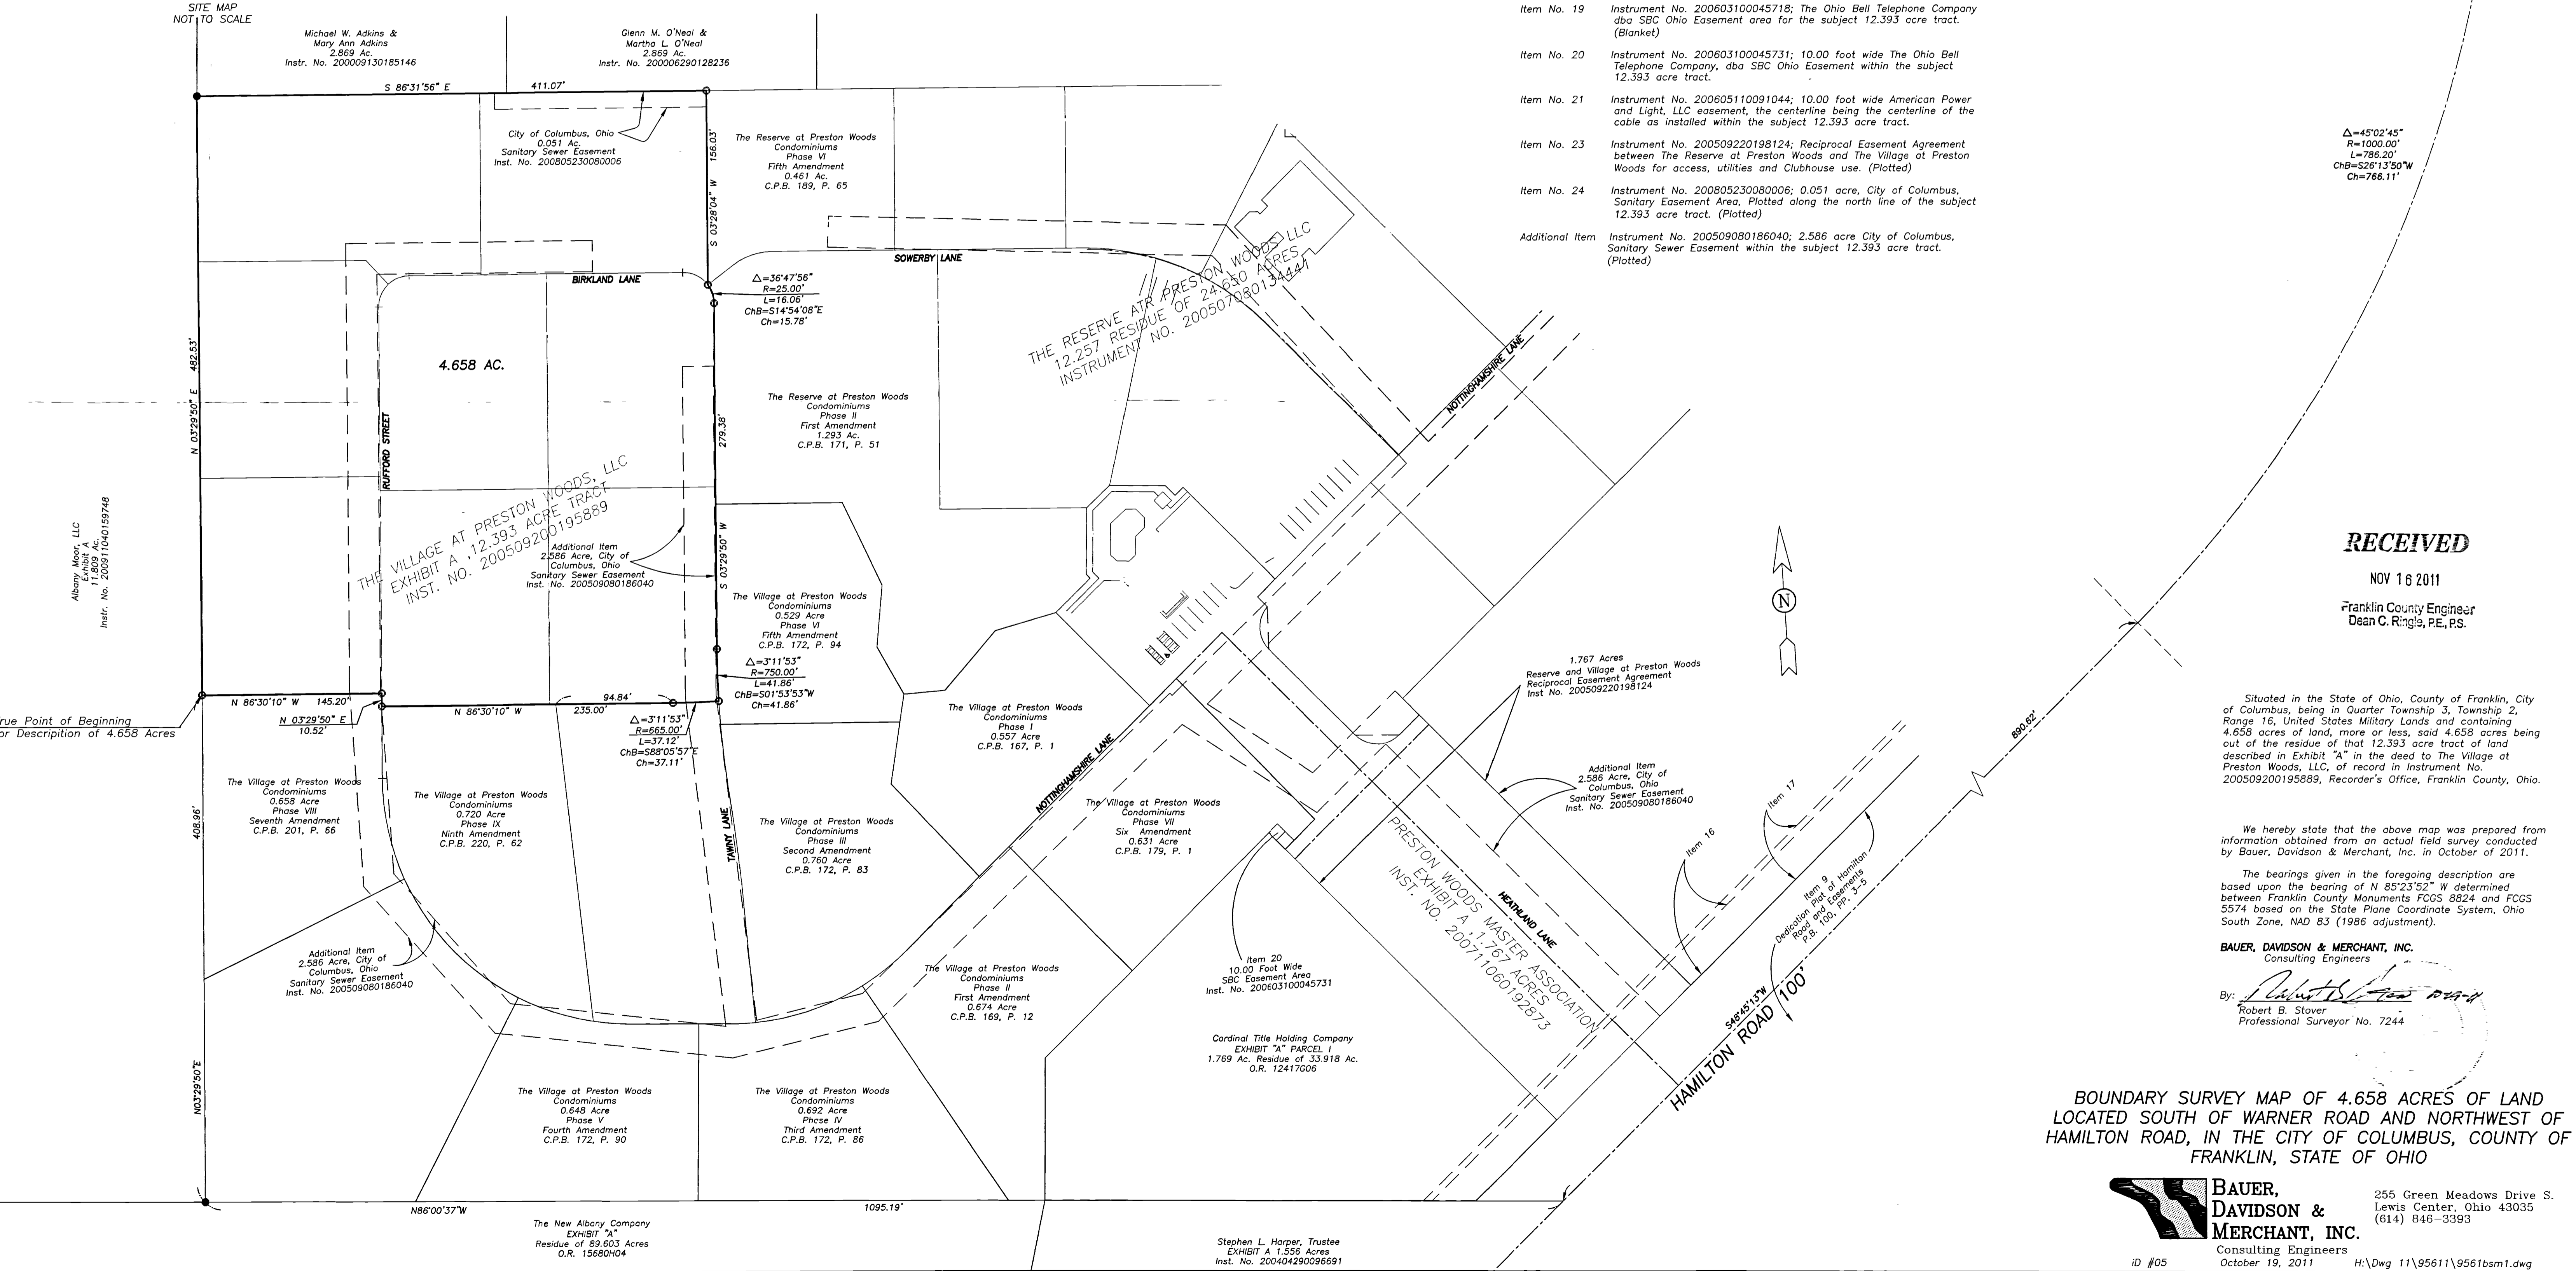 SITE MAP
NOT TO SCALE
Michael W. Adkins &
Mary Ann Adkins
2.869 Ac.
Instr. No. 200009130185146
Glenn M. O'Neal &
Martha L. O'Neal
2.869 Ac.
Instr. No. 200006290128236
S 86°31'56" E 411.07'
City of Columbus, Ohio
0.051 Ac.
Sanitary Sewer Easement
Inst. No. 200805230080006
S 03°28'04" W 156.03'
The Reserve at Preston Woods
Condominiums
Phase VI
Fifth Amendment
0.461 Ac.
C.P.B. 189, P. 65
BIRKLAND LANE
SOWERBY LANE
Δ=36°47'56"
R=25.00'
L=16.06'
ChB=S14°54'08"E
Ch=15.78'
THE RESERVE ATR PRESTON WOODS LLC
12.257 RESIDUE OF 24.650 ACRES
INSTRUMENT NO. 200507080134441
N 03°29'50" E 482.53'
4.658 AC.
RUFFORD STREET
279.38'
S 03°29'50" W
The Reserve at Preston Woods
Condominiums
Phase II
First Amendment
1.293 Ac.
C.P.B. 171, P. 51
NOTTINGHAMSHIRE LANE
Albany Moor, LLC
Exhibit A
11.809 Ac.
Instr. No. 200911040159748
THE VILLAGE AT PRESTON WOODS, LLC
EXHIBIT A ,12.393 ACRE TRACT
INST. NO. 200509200195889
Additional Item
2.586 Acre, City of
Columbus, Ohio
Sanitary Sewer Easement
Inst. No. 200509080186040
The Village at Preston Woods
Condominiums
0.529 Acre
Phase VI
Fifth Amendment
C.P.B. 172, P. 94
Δ=3°11'53"
R=750.00'
L=41.86'
ChB=S01°53'53"W
Ch=41.86'
True Point of Beginning
for Descripition of 4.658 Acres
N 86°30'10" W 145.20'
N 03°29'50" E
10.52'
N 86°30'10" W 235.00'
94.84'
Δ=3°11'53"
R=665.00'
L=37.12'
ChB=S88°05'57"E
Ch=37.11'
The Village at Preston Woods
Condominiums
Phase I
0.557 Acre
C.P.B. 167, P. 1
The Village at Preston Woods
Condominiums
0.658 Acre
Phase VIII
Seventh Amendment
C.P.B. 201, P. 66
The Village at Preston Woods
Condominiums
0.720 Acre
Phase IX
Ninth Amendment
C.P.B. 220, P. 62
TAWNY LANE
The Village at Preston Woods
Condominiums
Phase III
Second Amendment
0.760 Acre
C.P.B. 172, P. 83
NOTTINGHAMSHIRE LANE
The Village at Preston Woods
Condominiums
Phase VII
Six Amendment
0.631 Acre
C.P.B. 179, P. 1
408.96'
N03°29'50"E
Additional Item
2.586 Acre, City of
Columbus, Ohio
Sanitary Sewer Easement
Inst. No. 200509080186040
The Village at Preston Woods
Condominiums
Phase II
First Amendment
0.674 Acre
C.P.B. 169, P. 12
Item 20
10.00 Foot Wide
SBC Easement Area
Inst. No. 200603100045731
Cardinal Title Holding Company
EXHIBIT "A" PARCEL I
1.769 Ac. Residue of 33.918 Ac.
O.R. 12417G06
The Village at Preston Woods
Condominiums
0.648 Acre
Phase V
Fourth Amendment
C.P.B. 172, P. 90
The Village at Preston Woods
Condominiums
0.692 Acre
Phase IV
Third Amendment
C.P.B. 172, P. 86
N86°00'37"W 1095.19'
The New Albany Company
EXHIBIT "A"
Residue of 89.603 Acres
O.R. 15680H04
Stephen L. Harper, Trustee
EXHIBIT A 1.556 Acres
Inst. No. 200404290096691
1.767 Acres
Reserve and Village at Preston Woods
Reciprocal Easement Agreement
Inst No. 200509220198124
Additional Item
2.586 Acre, City of
Columbus, Ohio
Sanitary Sewer Easement
Inst. No. 200509080186040
PRESTON WOODS MASTER ASSOCIATION
EXHIBIT A ,1.767 ACRES
INST. NO. 200711060192873
HEATHLAND LANE
Item 16
Item 17
Item 9
Dedication Plat of Hamilton
Road and Easements
P.B. 100, PP. 3-5
S48°45'13"W
HAMILTON ROAD 100'
890.62'
N
Item No. 19 Instrument No. 200603100045718; The Ohio Bell Telephone Company
dba SBC Ohio Easement area for the subject 12.393 acre tract.
(Blanket)
Item No. 20 Instrument No. 200603100045731; 10.00 foot wide The Ohio Bell
Telephone Company, dba SBC Ohio Easement within the subject
12.393 acre tract.
Item No. 21 Instrument No. 200605110091044; 10.00 foot wide American Power
and Light, LLC easement, the centerline being the centerline of the
cable as installed within the subject 12.393 acre tract.
Item No. 23 Instrument No. 200509220198124; Reciprocal Easement Agreement
between The Reserve at Preston Woods and The Village at Preston
Woods for access, utilities and Clubhouse use. (Plotted)
Item No. 24 Instrument No. 200805230080006; 0.051 acre, City of Columbus,
Sanitary Easement Area, Plotted along the north line of the subject
12.393 acre tract. (Plotted)
Additional Item Instrument No. 200509080186040; 2.586 acre City of Columbus,
Sanitary Sewer Easement within the subject 12.393 acre tract.
(Plotted)
Δ=45°02'45"
R=1000.00'
L=786.20'
ChB=S26°13'50"W
Ch=766.11'
RECEIVED
NOV 16 2011
Franklin County Engineer
Dean C. Ringle, P.E., P.S.
Situated in the State of Ohio, County of Franklin, City
of Columbus, being in Quarter Township 3, Township 2,
Range 16, United States Military Lands and containing
4.658 acres of land, more or less, said 4.658 acres being
out of the residue of that 12.393 acre tract of land
described in Exhibit "A" in the deed to The Village at
Preston Woods, LLC, of record in Instrument No.
200509200195889, Recorder's Office, Franklin County, Ohio.
We hereby state that the above map was prepared from
information obtained from an actual field survey conducted
by Bauer, Davidson & Merchant, Inc. in October of 2011.
The bearings given in the foregoing description are
based upon the bearing of N 85°23'52" W determined
between Franklin County Monuments FCGS 8824 and FCGS
5574 based on the State Plane Coordinate System, Ohio
South Zone, NAD 83 (1986 adjustment).
BAUER, DAVIDSON & MERCHANT, INC.
Consulting Engineers
By:
Robert B. Stover
Professional Surveyor No. 7244
BOUNDARY SURVEY MAP OF 4.658 ACRES OF LAND
LOCATED SOUTH OF WARNER ROAD AND NORTHWEST OF
HAMILTON ROAD, IN THE CITY OF COLUMBUS, COUNTY OF
FRANKLIN, STATE OF OHIO
BAUER,
DAVIDSON &
MERCHANT, INC.
Consulting Engineers
255 Green Meadows Drive S.
Lewis Center, Ohio 43035
(614) 846-3393
iD #05 October 19, 2011 H:\Dwg 11\95611\9561bsm1.dwg